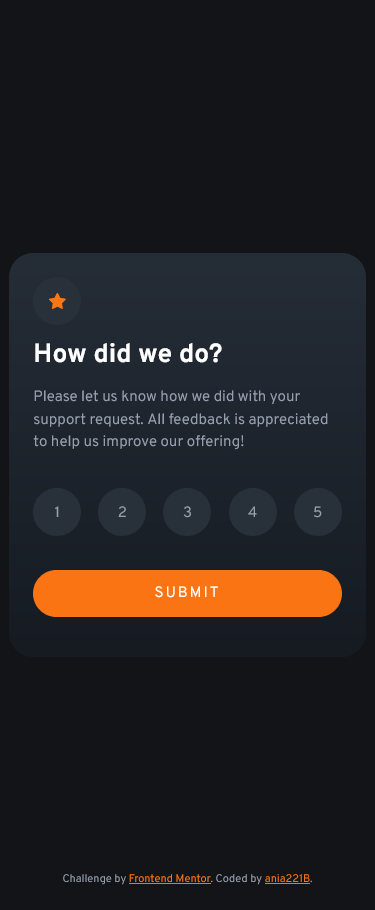 How did we do?
Please let us know how we did with your
support request. All feedback is appreciated
to help us improve our offering!
1 2 3 4 5
SUBMIT
Challenge by Frontend Mentor. Coded by ania221B.